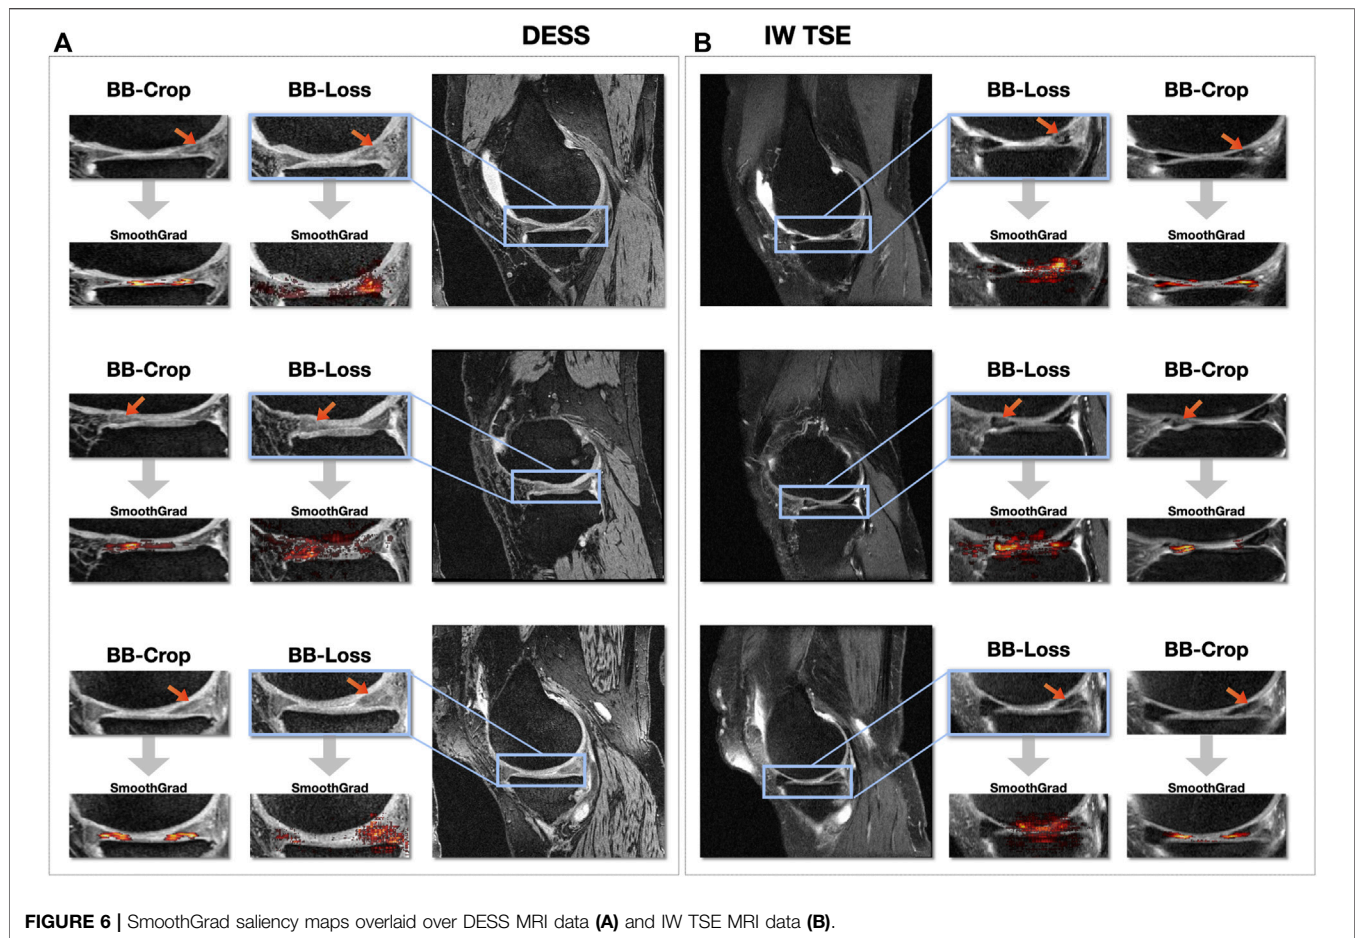 A
DESS
B
IW TSE
BB-Crop
BB-Loss
BB-Loss
BB-Crop
SmoothGrad
SmoothGrad
SmoothGrad
SmoothGrad
BB-Crop
BB-Loss
BB-Loss
BB-Crop
SmoothGrad
SmoothGrad
SmoothGrad
SmoothGrad
BB-Crop
BB-Loss
BB-Loss
BB-Crop
SmoothGrad
SmoothGrad
SmoothGrad
SmoothGrad
FIGURE 6 | SmoothGrad saliency maps overlaid over DESS MRI data (A) and IW TSE MRI data (B).